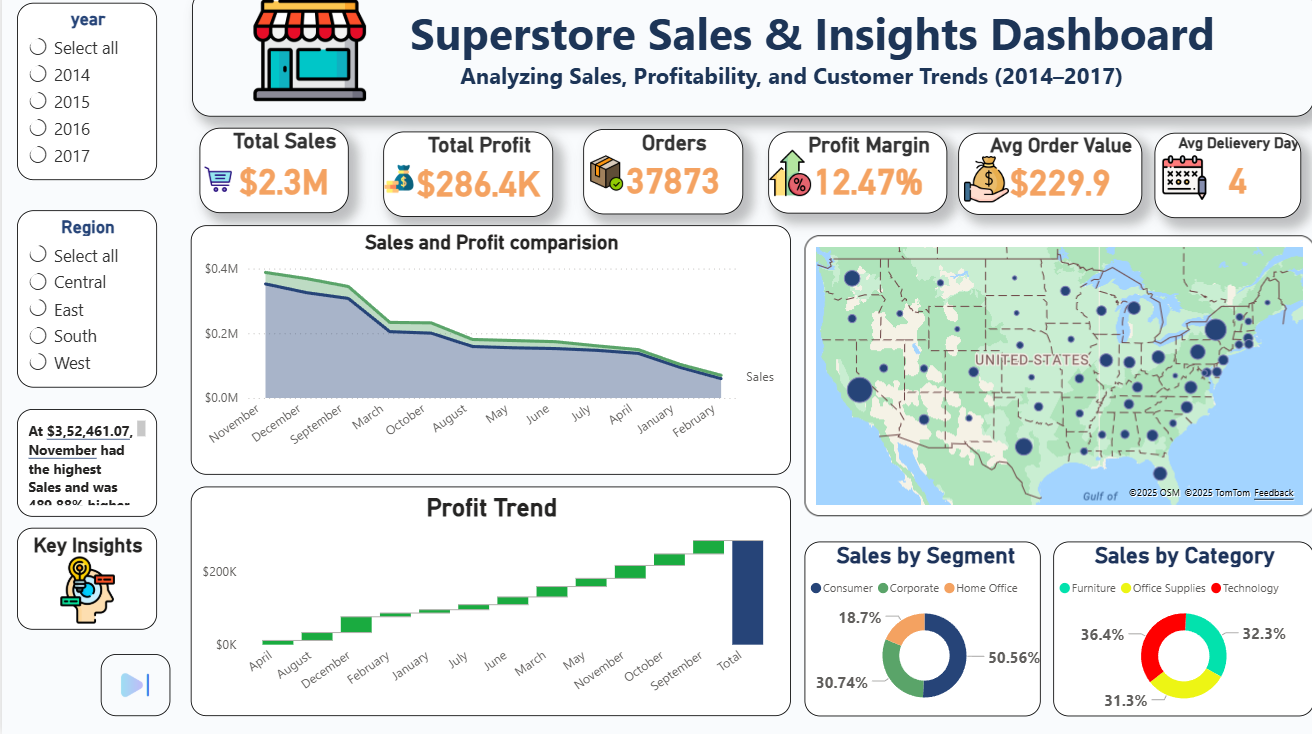 year
Select all
2014
2015
2016
2017
Region
Select all
Central
East
South
West
At $3,52,461.07,
November had
the highest
Sales and was
489.88% higher
Key Insights
Superstore Sales & Insights Dashboard
Analyzing Sales, Profitability, and Customer Trends (2014–2017)
Total Sales
$2.3M
Total Profit
$286.4K
Orders
37873
Profit Margin
12.47%
Avg Order Value
$229.9
Avg Delievery Day
4
Sales and Profit comparision
$0.4M
$0.2M
$0.0M
Sales
November
December
September
March
October
August
May
June
July
April
January
February
UNITED STATES
Gulf of
©2025 OSM ©2025 TomTom Feedback
Profit Trend
$200K
$0K
April
August
December
February
January
July
June
March
May
November
October
September
Total
Sales by Segment
Consumer Corporate Home Office
18.7%
50.56%
30.74%
Sales by Category
Furniture Office Supplies Technology
36.4%
32.3%
31.3%